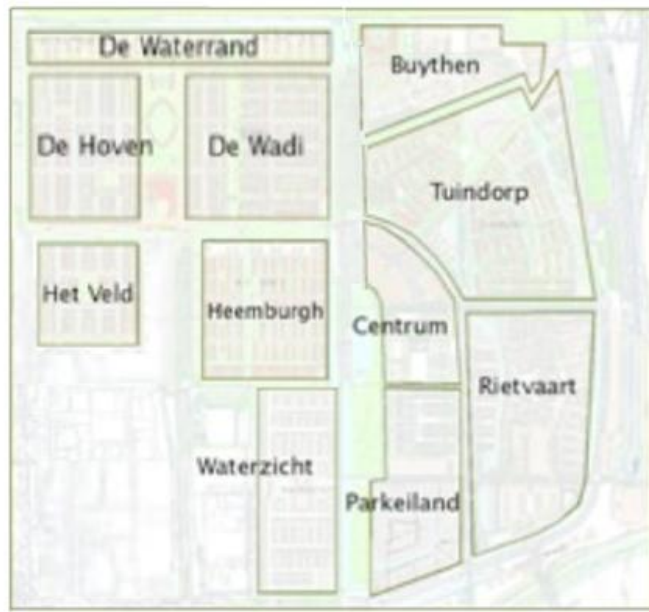 De Waterrand
Buythen
De Hoven
De Wadi
Tuindorp
Het Veld
Heemburgh
Centrum
Rietvaart
Waterzicht
Parkeiland